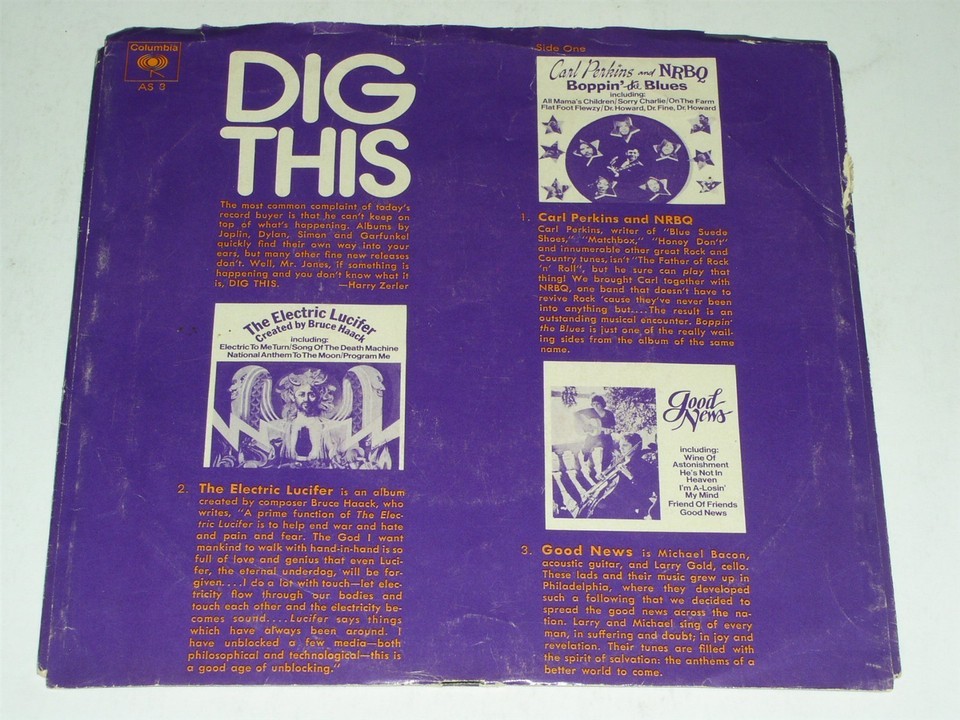 Columbia
AS 8
DIG
THIS
The most common complaint of today's
record buyer is that he can't keep on
top of what's happening. Albums by
Joplin, Dylan, Simon and Garfunkel
quickly find their own way into your
ears, but many other fine new releases
don't. Well, Mr. Jones, if something is
happening and you don't know what it
is, DIG THIS. —Harry Zerler
Side One
Carl Perkins and NRBQ
Boppin' the Blues
including:
All Mama's Children/Sorry Charlie/On The Farm
Flat Foot Flewzy/Dr. Howard, Dr. Fine, Dr. Howard
1. Carl Perkins and NRBQ
Carl Perkins, writer of "Blue Suede
Shoes," "Matchbox," "Honey Don't"
and innumerable other great Rock and
Country tunes, isn't "The Father of Rock
'n' Roll", but he sure can play that
thing! We brought Carl together with
NRBQ, one band that doesn't have to
revive Rock 'cause they've never been
into anything but....The result is an
outstanding musical encounter. Boppin'
the Blues is just one of the really wail-
ing sides from the album of the same
name.
The Electric Lucifer
Created by Bruce Haack
including:
Electric To Me Turn/Song Of The Death Machine
National Anthem To The Moon/Program Me
2. The Electric Lucifer is an album
created by composer Bruce Haack, who
writes, "A prime function of The Elec-
tric Lucifer is to help end war and hate
and pain and fear. The God I want
mankind to walk with hand-in-hand is so
full of love and genius that even Luci-
fer, the eternal underdog, will be for-
given....I do a lot with touch—let elec-
tricity flow through our bodies and
touch each other and the electricity be-
comes sound....Lucifer says things
which have always been around. I
have unblocked a few media—both
philosophical and technological—this is
a good age of unblocking."
Good
News
including:
Wine Of
Astonishment
He's Not In
Heaven
I'm A-Losin'
My Mind
Friend Of Friends
Good News
3. Good News is Michael Bacon,
acoustic guitar, and Larry Gold, cello.
These lads and their music grew up in
Philadelphia, where they developed
such a following that we decided to
spread the good news across the na-
tion. Larry and Michael sing of every
man, in suffering and doubt; in joy and
revelation. Their tunes are filled with
the spirit of salvation: the anthems of a
better world to come.